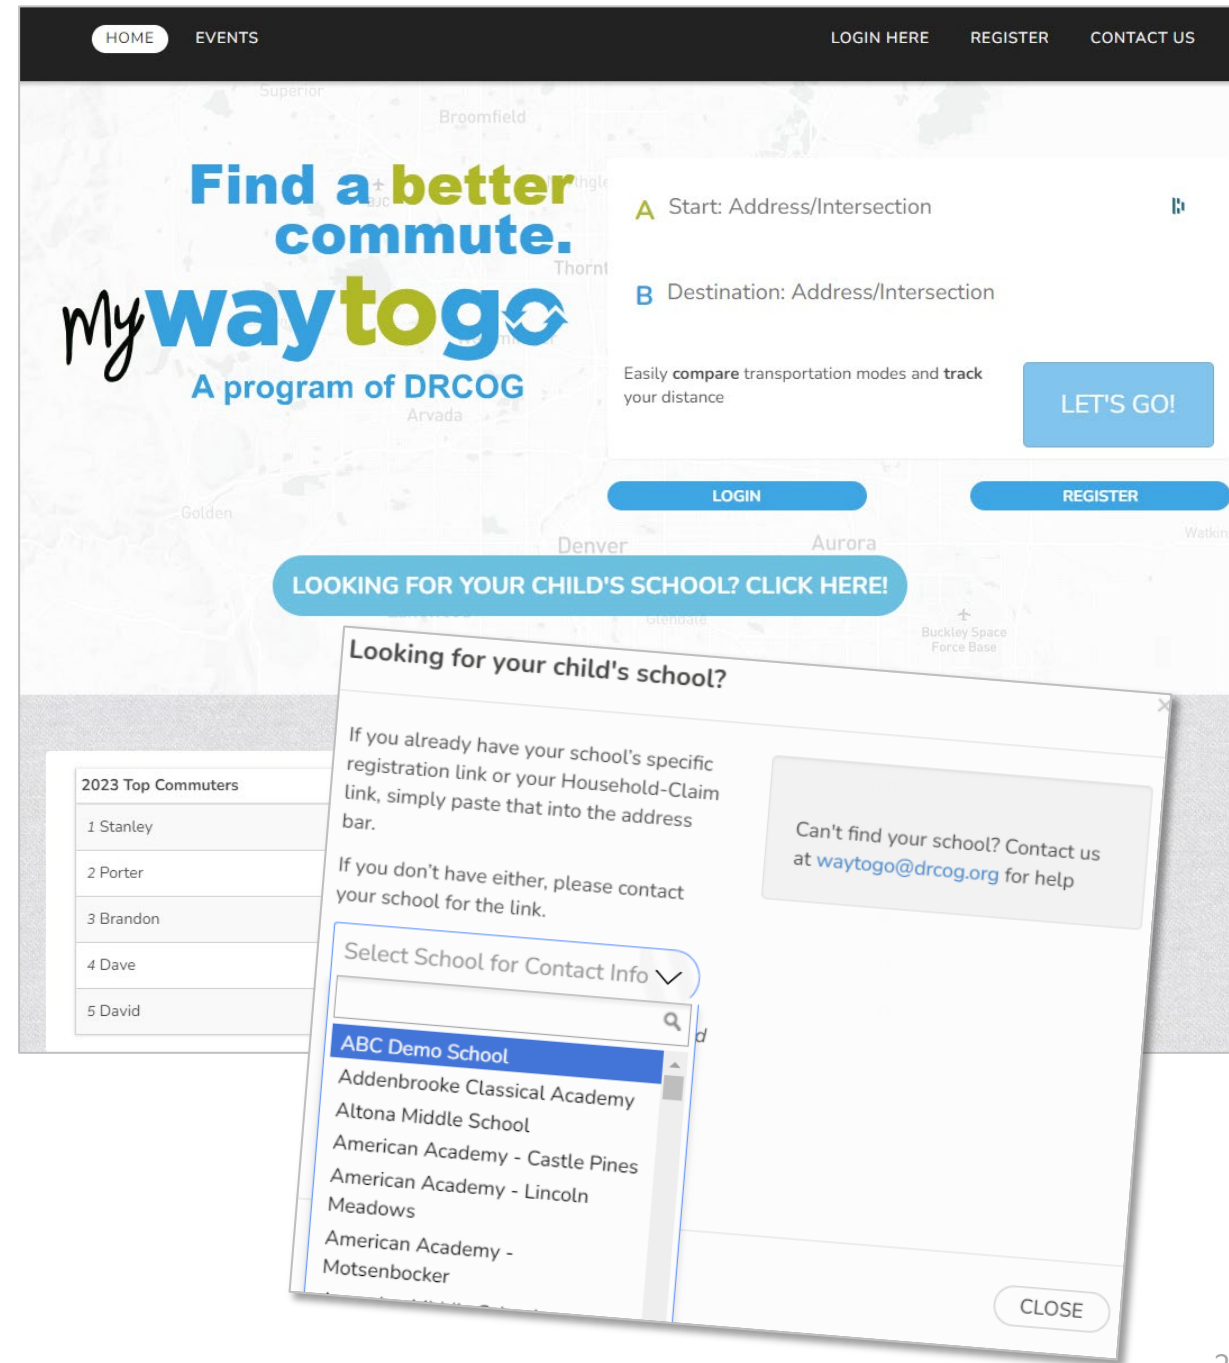 HOME EVENTS LOGIN HERE REGISTER CONTACT US
Superior
Broomfield
Find a better
commute.
BJC
Thornt
my waytogo
A program of DRCOG
Arvada
A Start: Address/Intersection
B Destination: Address/Intersection
Easily compare transportation modes and track
your distance
LET'S GO!
LOGIN REGISTER
Golden
Denver
Aurora
Watkin
LOOKING FOR YOUR CHILD'S SCHOOL? CLICK HERE!
Glendale
Buckley Space
Force Base
2023 Top Commuters
1 Stanley
2 Porter
3 Brandon
4 Dave
5 David
Looking for your child's school?
×
If you already have your school's specific
registration link or your Household-Claim
link, simply paste that into the address
bar.
If you don't have either, please contact
your school for the link.
Can't find your school? Contact us
at waytogo@drcog.org for help
Select School for Contact Info
d
ABC Demo School
Addenbrooke Classical Academy
Altona Middle School
American Academy - Castle Pines
American Academy - Lincoln
Meadows
American Academy -
Motsenbocker
CLOSE